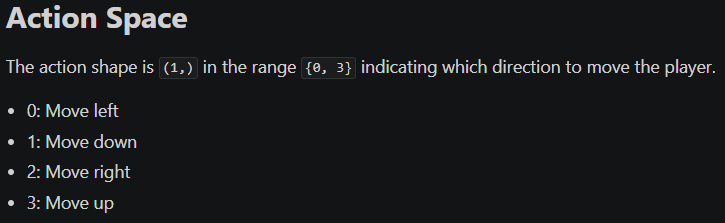 Action Space
The action shape is (1,) in the range {0, 3} indicating which direction to move the player.
• 0: Move left
• 1: Move down
• 2: Move right
• 3: Move up